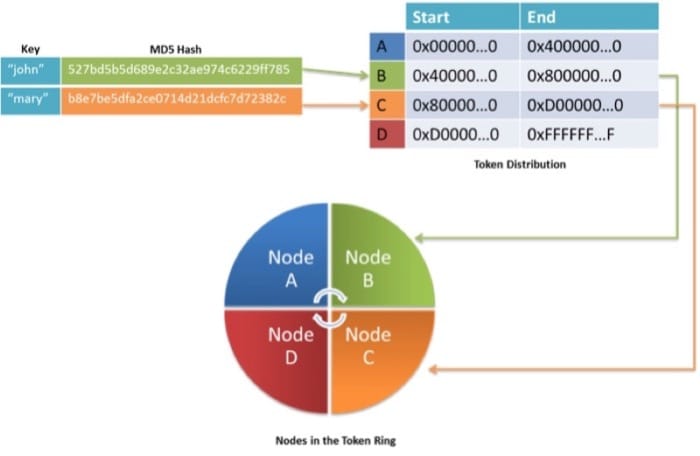 Start End
Key MD5 Hash
"john" 527bd5b5d689e2c32ae974c6229ff785
"mary" b8e7be5dfa2ce0714d21dcfc7d72382c
A 0x00000...0 0x400000...0
B 0x40000...0 0x800000...0
C 0x80000...0 0xD00000...0
D 0xD0000...0 0xFFFFFF...F
Token Distribution
Node A
Node B
Node D
Node C
Nodes in the Token Ring